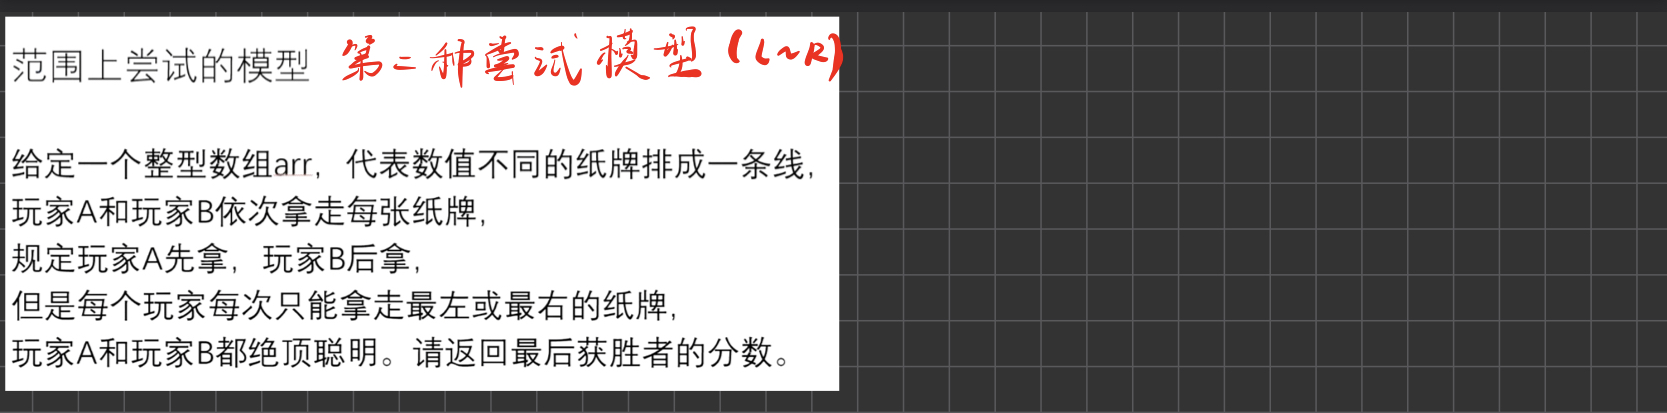 范围上尝试的模型 第二种尝试模型(L~R)
给定一个整型数组arr,代表数值不同的纸牌排成一条线,
玩家A和玩家B依次拿走每张纸牌,
规定玩家A先拿,玩家B后拿,
但是每个玩家每次只能拿走最左或最右的纸牌,
玩家A和玩家B都绝顶聪明。请返回最后获胜者的分数。